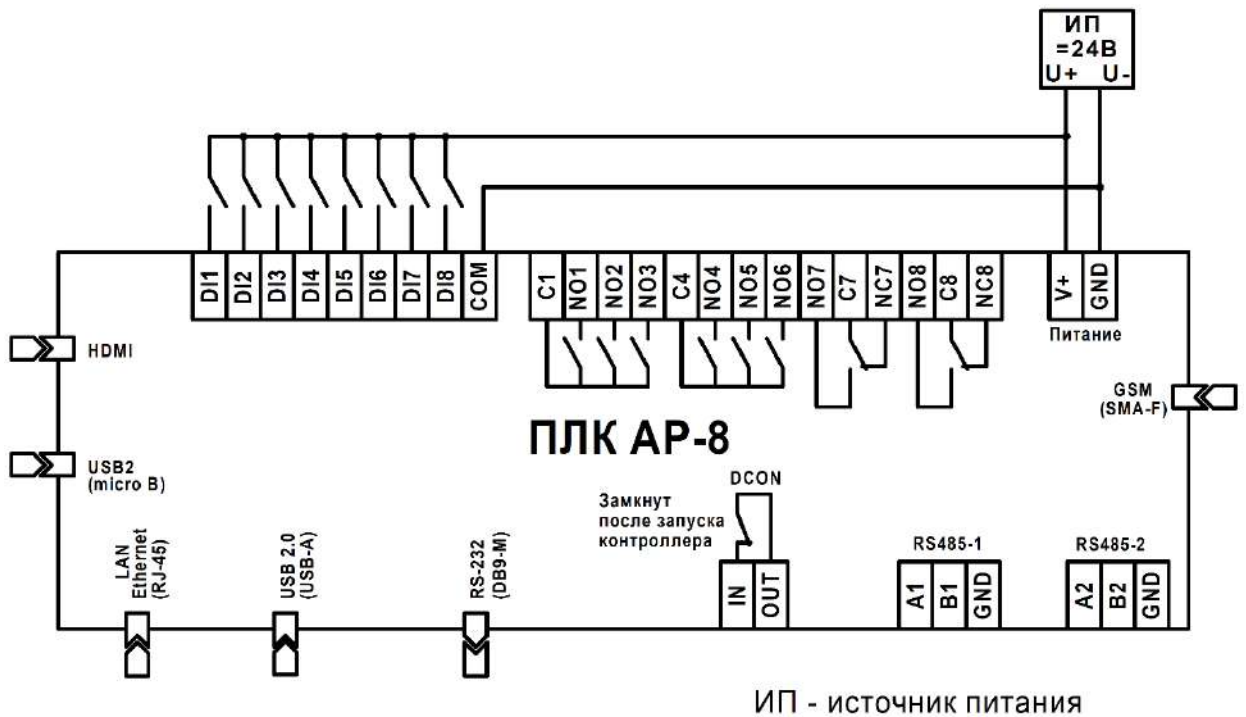 ИП
=24В
U+ U-
DI1 DI2 DI3 DI4 DI5 DI6 DI7 DI8 COM
C1 NO1 NO2 NO3 C4 NO4 NO5 NO6 NO7 C7 NC7 NO8 C8 NC8
V+ GND
Питание
HDMI
GSM
(SMA-F)
ПЛК АР-8
USB2
(micro B)
DCON
Замкнут
после запуска
контроллера
LAN
Ethernet
(RJ-45)
USB 2.0
(USB-A)
RS-232
(DB9-M)
IN OUT
RS485-1
A1 B1 GND
RS485-2
A2 B2 GND
ИП - источник питания